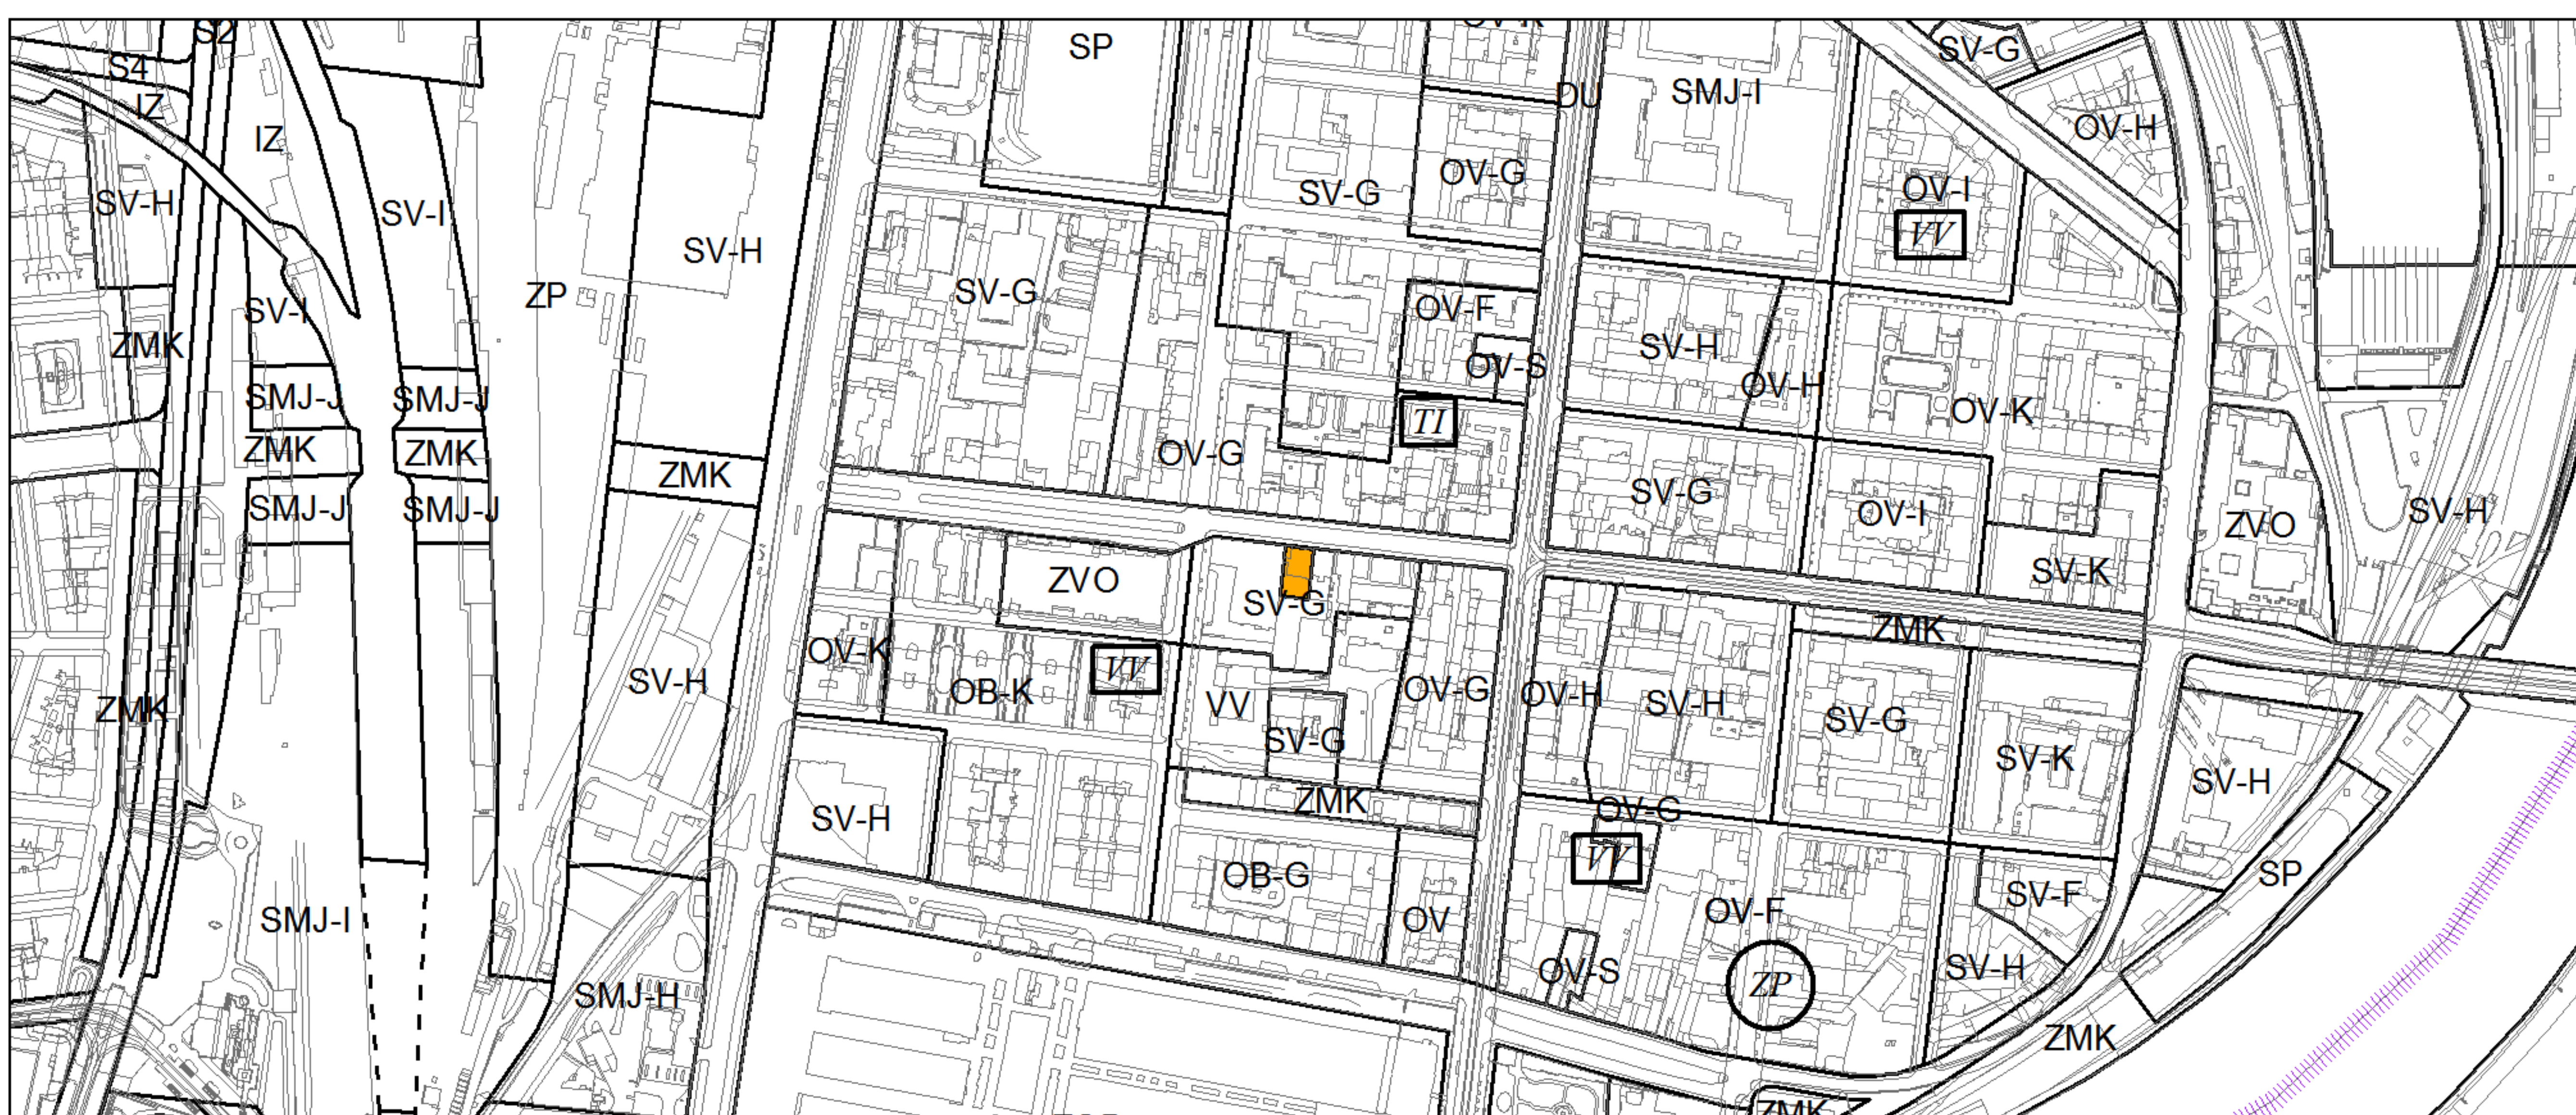 S2
OV-K
SP
SV-G
S4
DU
SMJ-I
IZ
OV-H
IZ
OV-G
SV-H
SV-I
SV-G
OV-I
VV
SV-H
ZP
SV-G
SV-I
OV-F
ZMK
SV-H
OV-S
OV-H
SMJ-J
SMJ-J
TI
OV-K
ZMK
ZMK
OV-G
ZMK
SV-G
SMJ-J
SMJ-J
OV-I
SV-H
ZVO
ZVO
SV-K
SV-G
ZMK
OV-K
VV
SV-H
OB-K
VV
OV-G
OV-H
SV-H
ZMK
SV-G
SV-G
SV-K
SV-H
ZMK
OV-G
SV-H
VV
OB-G
SP
SV-F
SMJ-I
OV
OV-F
OV-S
SV-H
ZP
SMJ-H
ZMK
ZMK